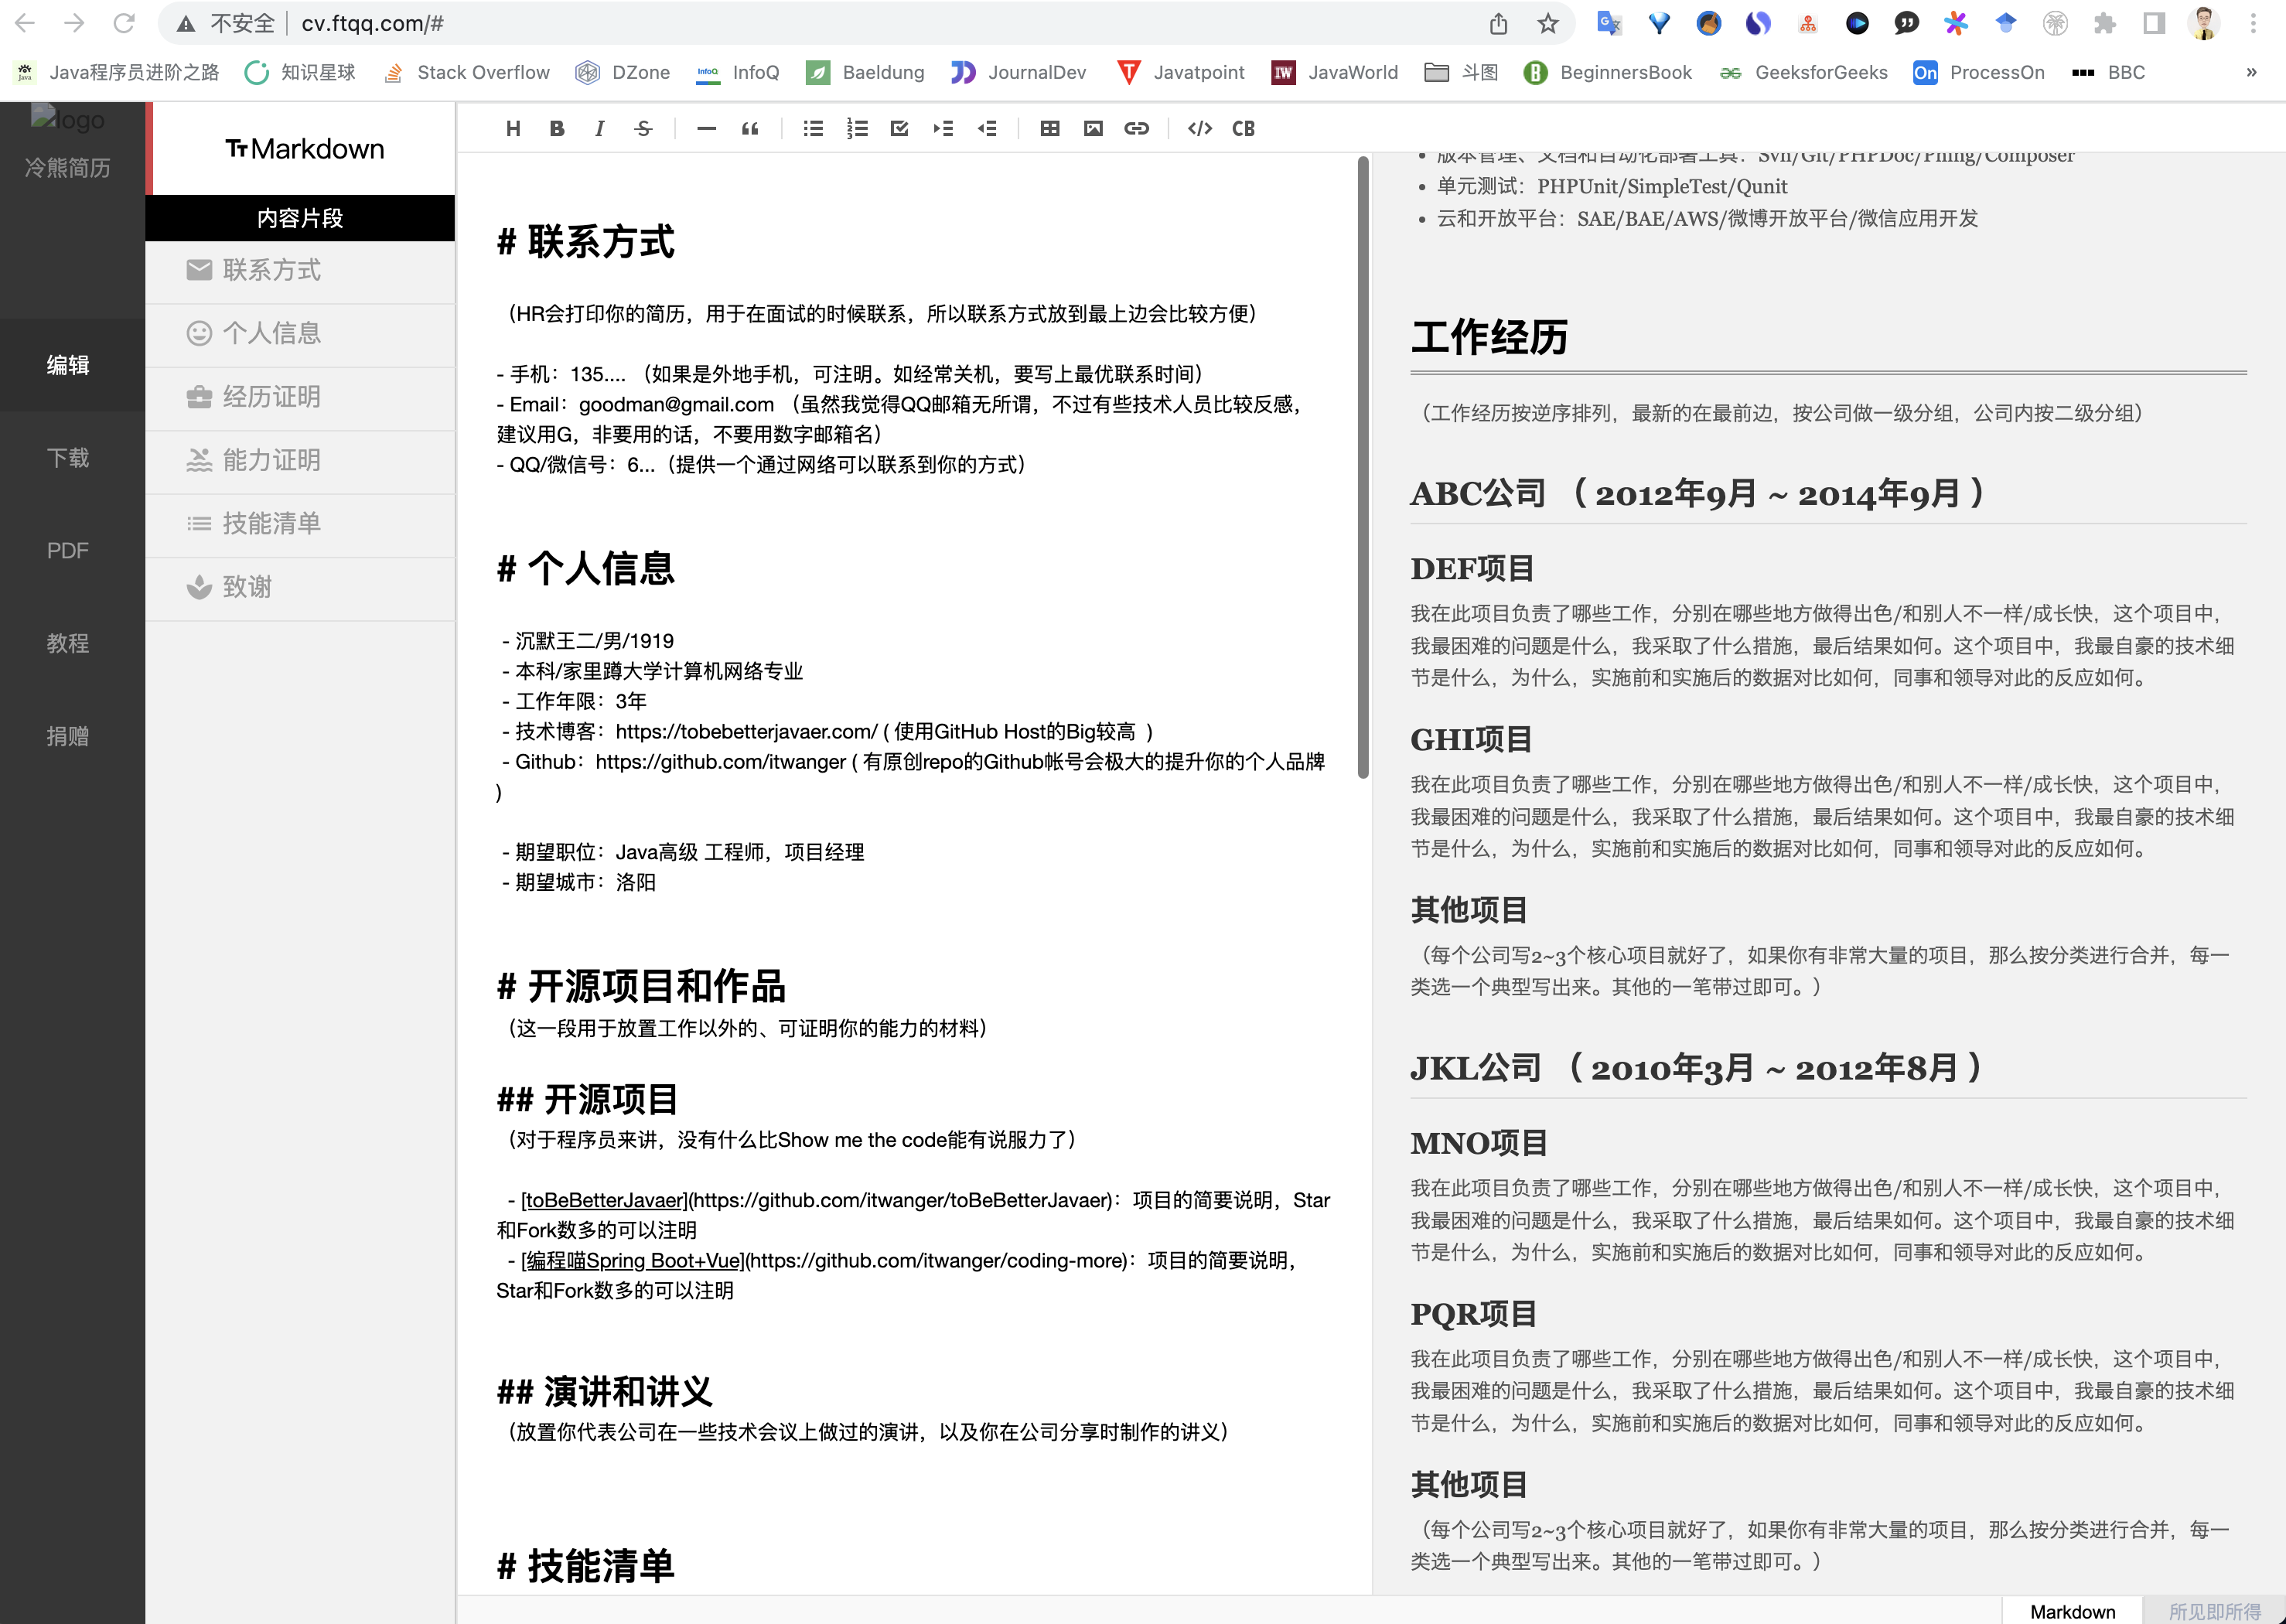 不安全 cv.ftqq.com/#
Java程序员进阶之路 知识星球 Stack Overflow DZone InfoQ Baeldung JournalDev Javatpoint JavaWorld 斗图 BeginnersBook GeeksforGeeks ProcessOn BBC »
logo
冷熊简历
编辑
下载
PDF
教程
捐赠
Markdown
内容片段
联系方式
个人信息
经历证明
能力证明
技能清单
致谢
# 联系方式
（HR会打印你的简历，用于在面试的时候联系，所以联系方式放到最上边会比较方便）
- 手机：135.... （如果是外地手机，可注明。如经常关机，要写上最优联系时间）
- Email：goodman@gmail.com （虽然我觉得QQ邮箱无所谓，不过有些技术人员比较反感，
建议用G，非要用的话，不要用数字邮箱名）
- QQ/微信号：6...（提供一个通过网络可以联系到你的方式）
# 个人信息
- 沉默王二/男/1919
- 本科/家里蹲大学计算机网络专业
- 工作年限：3年
- 技术博客：https://tobebetterjavaer.com/ ( 使用GitHub Host的Big较高 )
- Github：https://github.com/itwanger ( 有原创repo的Github帐号会极大的提升你的个人品牌
)
- 期望职位：Java高级 工程师，项目经理
- 期望城市：洛阳
# 开源项目和作品
（这一段用于放置工作以外的、可证明你的能力的材料）
## 开源项目
（对于程序员来讲，没有什么比Show me the code能有说服力了）
- [toBeBetterJavaer](https://github.com/itwanger/toBeBetterJavaer)：项目的简要说明，Star
和Fork数多的可以注明
- [编程喵Spring Boot+Vue](https://github.com/itwanger/coding-more)：项目的简要说明，
Star和Fork数多的可以注明
## 演讲和讲义
（放置你代表公司在一些技术会议上做过的演讲，以及你在公司分享时制作的讲义）
# 技能清单
版本管理、文档和自动化部署工具：Svn/Git/PHPDoc/Phing/Composer
单元测试：PHPUnit/SimpleTest/Qunit
云和开放平台：SAE/BAE/AWS/微博开放平台/微信应用开发
工作经历
（工作经历按逆序排列，最新的在最前边，按公司做一级分组，公司内按二级分组）
ABC公司 （ 2012年9月 ~ 2014年9月 ）
DEF项目
我在此项目负责了哪些工作，分别在哪些地方做得出色/和别人不一样/成长快，这个项目中，
我最困难的问题是什么，我采取了什么措施，最后结果如何。这个项目中，我最自豪的技术细
节是什么，为什么，实施前和实施后的数据对比如何，同事和领导对此的反应如何。
GHI项目
我在此项目负责了哪些工作，分别在哪些地方做得出色/和别人不一样/成长快，这个项目中，
我最困难的问题是什么，我采取了什么措施，最后结果如何。这个项目中，我最自豪的技术细
节是什么，为什么，实施前和实施后的数据对比如何，同事和领导对此的反应如何。
其他项目
（每个公司写2~3个核心项目就好了，如果你有非常大量的项目，那么按分类进行合并，每一
类选一个典型写出来。其他的一笔带过即可。）
JKL公司 （ 2010年3月 ~ 2012年8月 ）
MNO项目
我在此项目负责了哪些工作，分别在哪些地方做得出色/和别人不一样/成长快，这个项目中，
我最困难的问题是什么，我采取了什么措施，最后结果如何。这个项目中，我最自豪的技术细
节是什么，为什么，实施前和实施后的数据对比如何，同事和领导对此的反应如何。
PQR项目
我在此项目负责了哪些工作，分别在哪些地方做得出色/和别人不一样/成长快，这个项目中，
我最困难的问题是什么，我采取了什么措施，最后结果如何。这个项目中，我最自豪的技术细
节是什么，为什么，实施前和实施后的数据对比如何，同事和领导对此的反应如何。
其他项目
（每个公司写2~3个核心项目就好了，如果你有非常大量的项目，那么按分类进行合并，每一
类选一个典型写出来。其他的一笔带过即可。）
Markdown 所见即所得